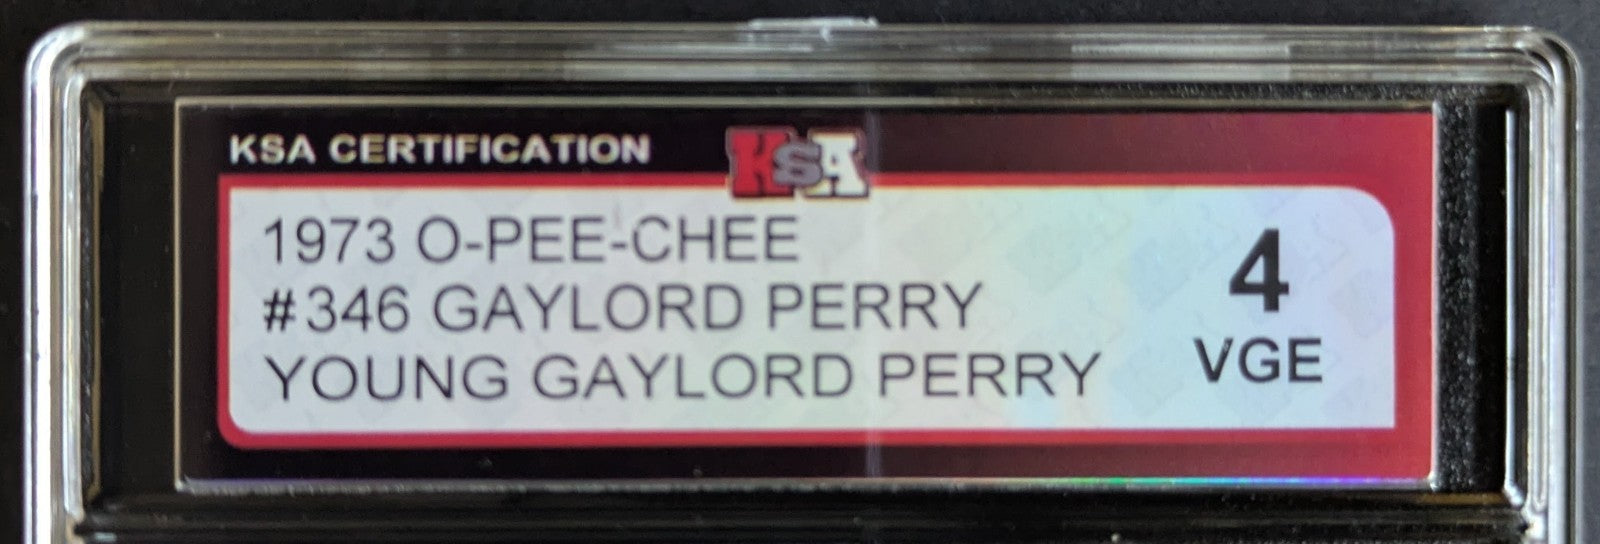 KSA CERTIFICATION
KSA
1973 O-PEE-CHEE
#346 GAYLORD PERRY
YOUNG GAYLORD PERRY
4
VGE